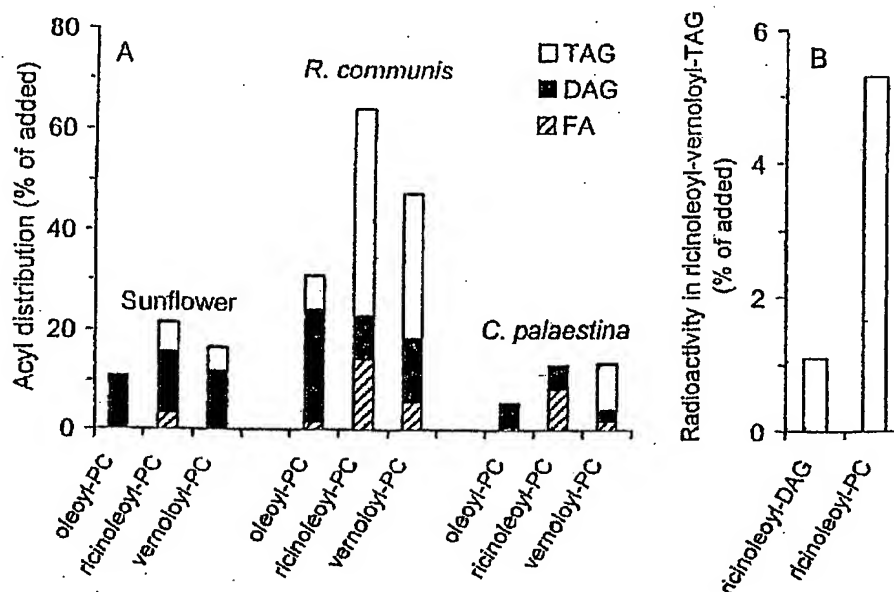 A
Acyl distribution (% of added)
80
60
40
20
0
Sunflower
R. communis
C. palaestina
TAG
DAG
FA
oleoyl-PC
ricinoleoyl-PC
vernoloyl-PC
oleoyl-PC
ricinoleoyl-PC
vernoloyl-PC
oleoyl-PC
ricinoleoyl-PC
vernoloyl-PC
B
Radioactivity in ricinoleoyl-vernoloyl-TAG
(% of added)
6
4
2
0
ricinoleoyl-DAG
ricinoleoyl-PC